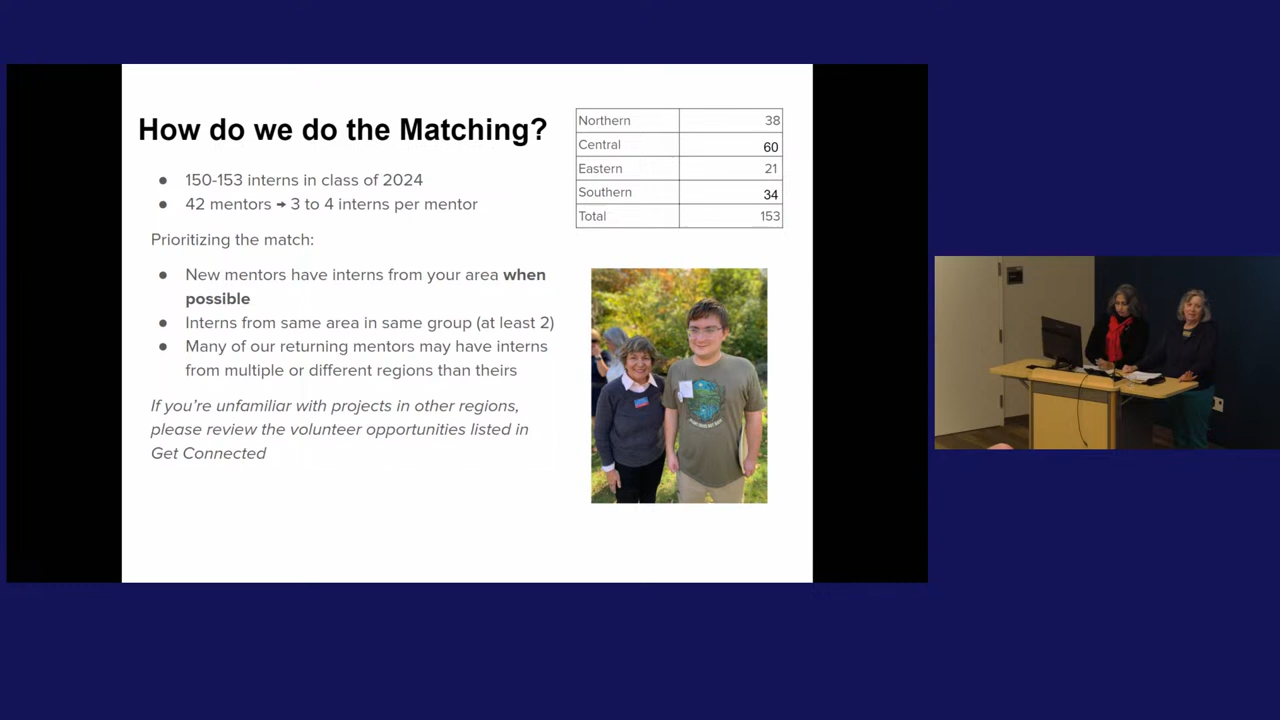 How do we do the Matching?
● 150-153 interns in class of 2024
● 42 mentors → 3 to 4 interns per mentor
Prioritizing the match:
● New mentors have interns from your area when
possible
● Interns from same area in same group (at least 2)
● Many of our returning mentors may have interns
from multiple or different regions than theirs
If you're unfamiliar with projects in other regions,
please review the volunteer opportunities listed in
Get Connected
Northern 38
Central 60
Eastern 21
Southern 34
Total 153